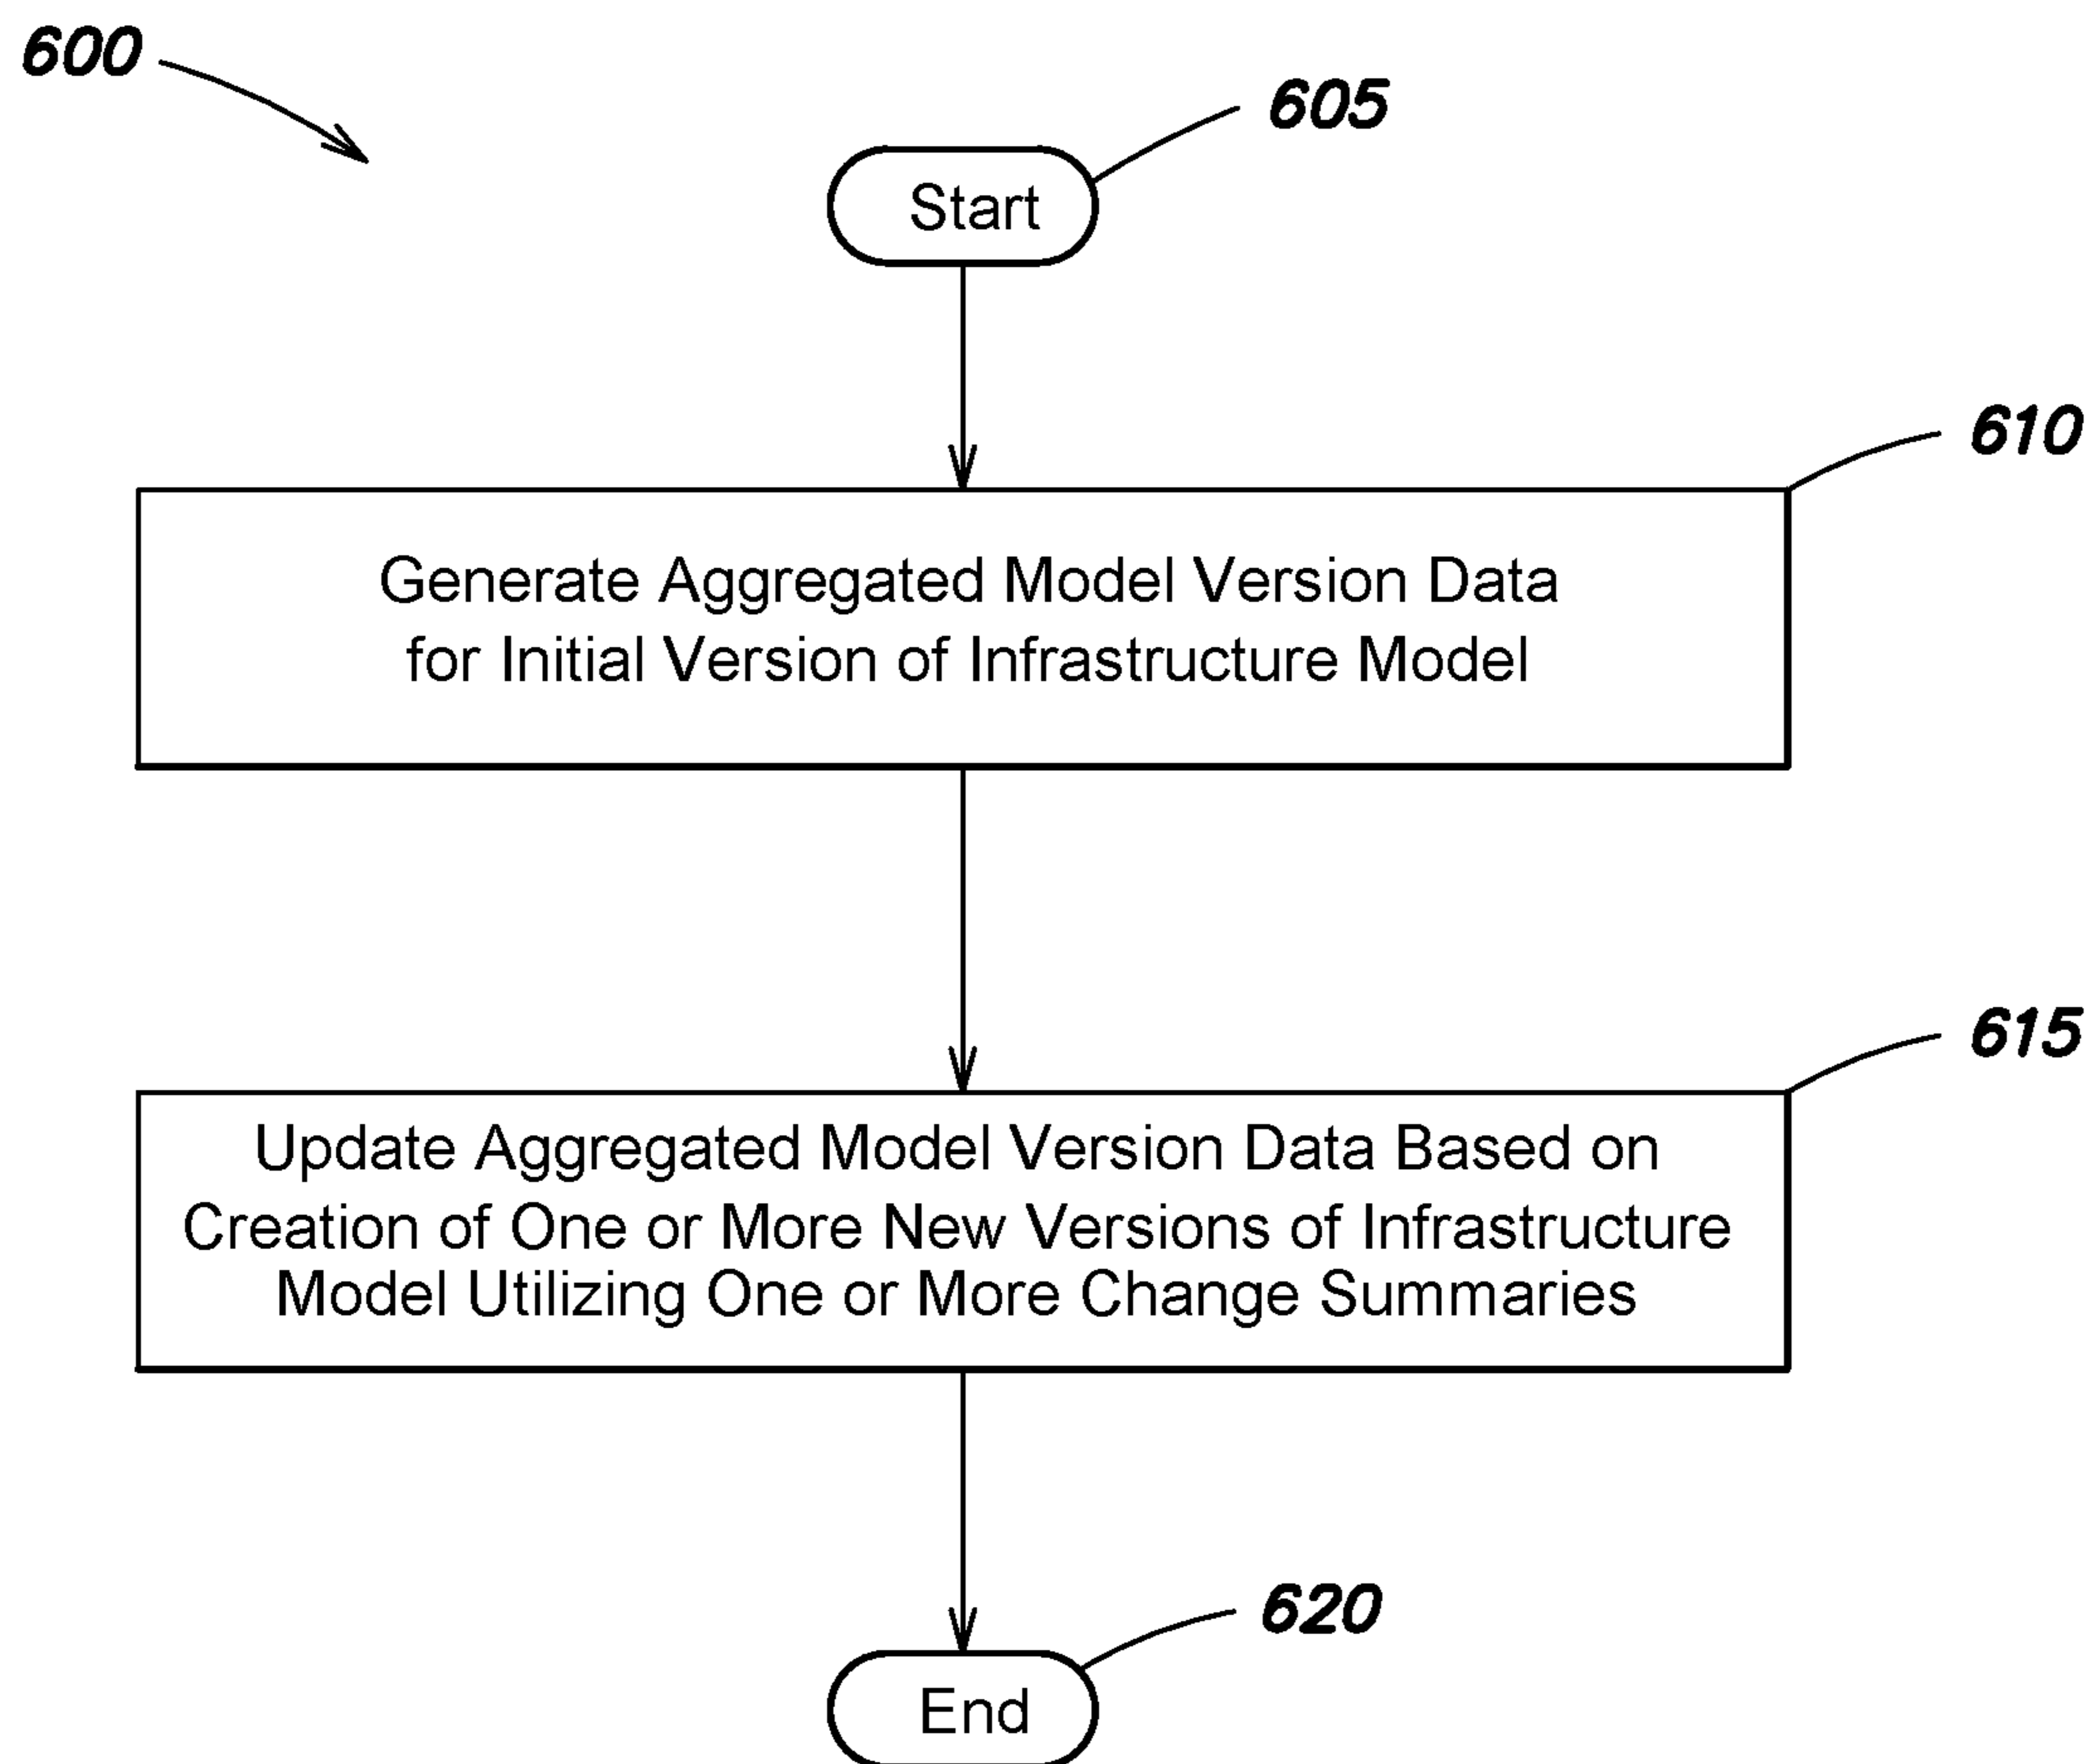 600
605
Start
610
Generate Aggregated Model Version Data
for Initial Version of Infrastructure Model
615
Update Aggregated Model Version Data Based on
Creation of One or More New Versions of Infrastructure
Model Utilizing One or More Change Summaries
620
End